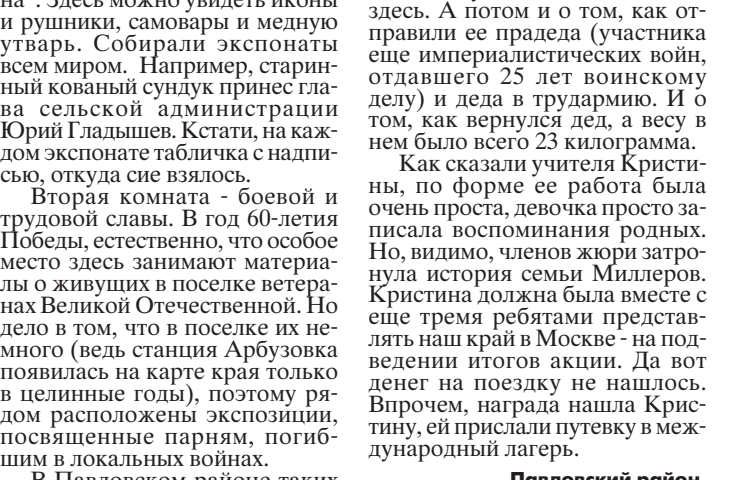 на". Здесь можно увидеть иконы
и рушники, самовары и медную
утварь. Собирали экспонаты
всем миром. Например, старин-
ный кованый сундук принес гла-
ва сельской администрации
Юрий Гладышев. Кстати, на каж-
дом экспонате табличка с надпи-
сью, откуда сие взялось.
Вторая комната - боевой и
трудовой славы. В год 60-летия
Победы, естественно, что особое
место здесь занимают материа-
лы о живущих в поселке ветера-
нах Великой Отечественной. Но
дело в том, что в поселке их не-
много (ведь станция Арбузовка
появилась на карте края только
в целинные годы), поэтому ря-
дом расположены экспозиции,
посвященные парням, погиб-
шим в локальных войнах.
В Павловском районе таких
здесь. А потом и о том, как от-
правили ее прадеда (участника
еще империалистических войн,
отдавшего 25 лет воинскому
делу) и деда в трудармию. И о
том, как вернулся дед, а весу в
нем было всего 23 килограмма.
Как сказали учителя Кристи-
ны, по форме ее работа была
очень проста, девочка просто за-
писала воспоминания родных.
Но, видимо, членов жюри затро-
нула история семьи Миллеров.
Кристина должна была вместе с
еще тремя ребятами представ-
лять наш край в Москве - на под-
ведении итогов акции. Да вот
денег на поездку не нашлось.
Впрочем, награда нашла Крис-
тину, ей прислали путевку в меж-
дународный лагерь.
Павловский район.